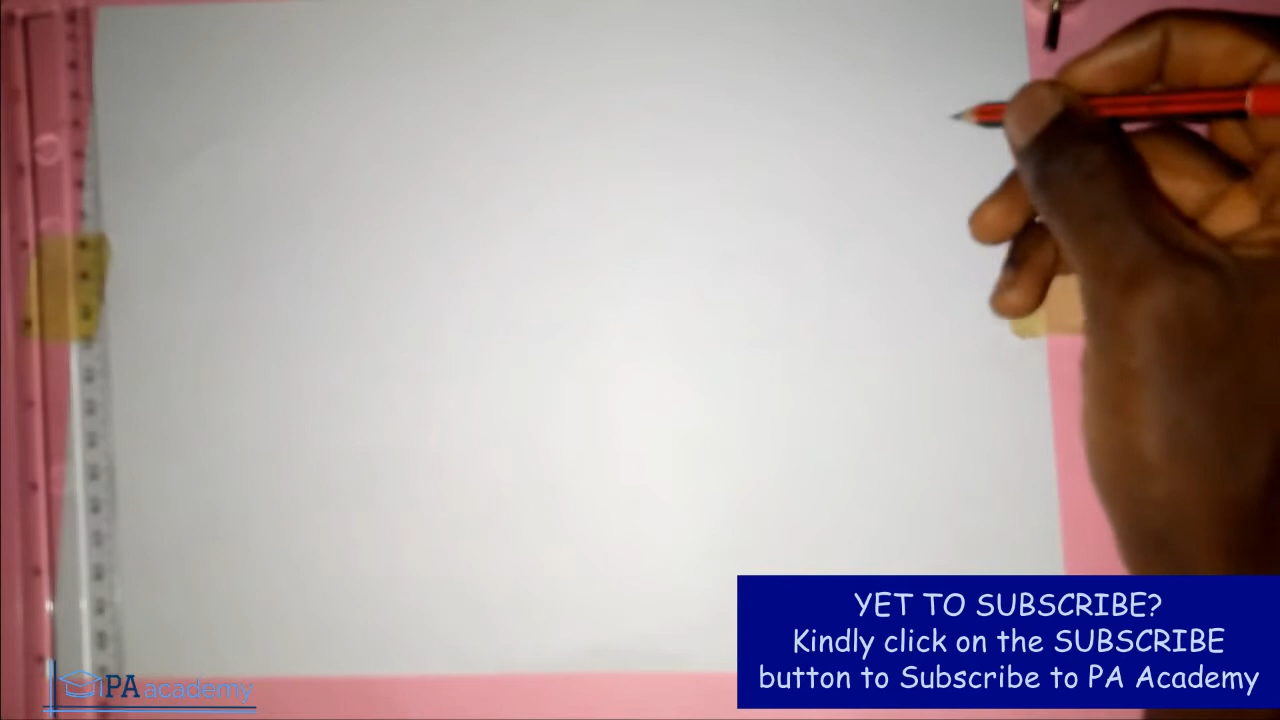 YET TO SUBSCRIBE?
Kindly click on the SUBSCRIBE
button to Subscribe to PA Academy
PA academy